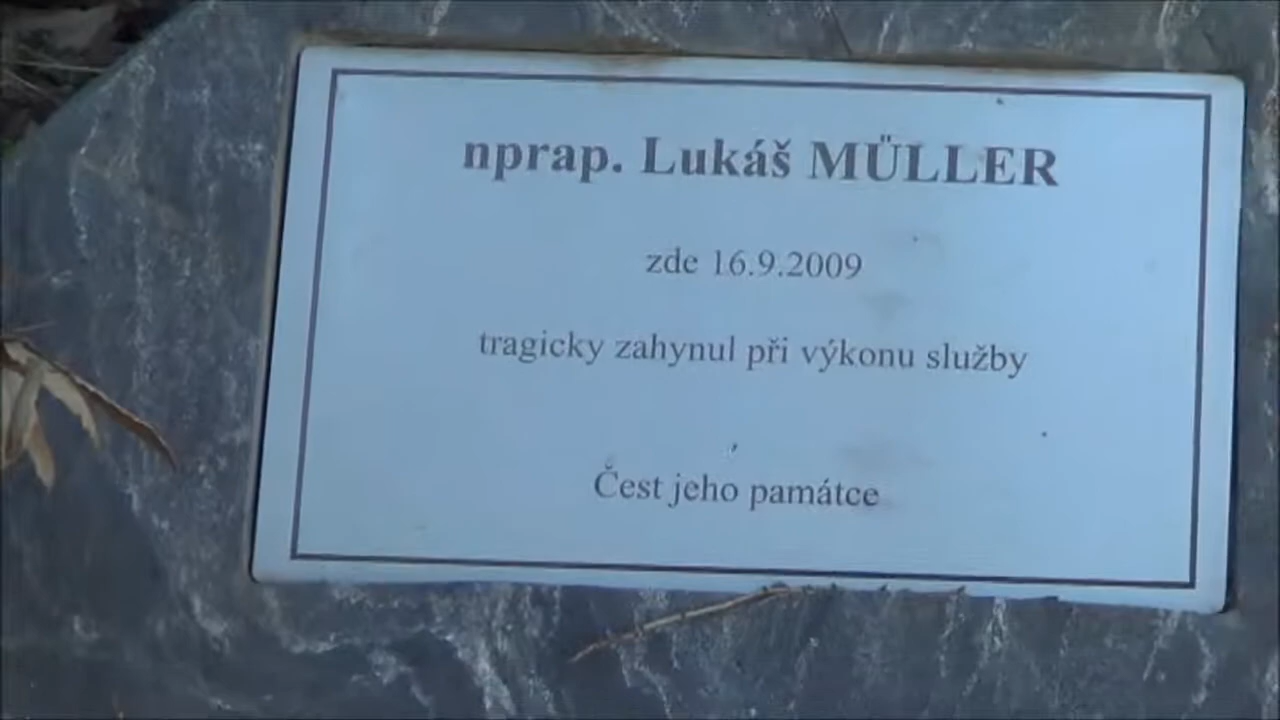 nprap. Lukáš MÜLLER
zde 16.9.2009
tragicky zahynul při výkonu služby
Čest jeho památce